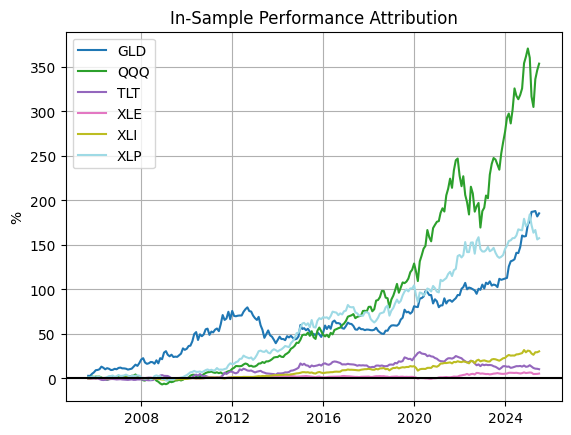 In-Sample Performance Attribution
GLD
QQQ
TLT
XLE
XLI
XLP
%
350
300
250
200
150
100
50
0
2008 2012 2016 2020 2024